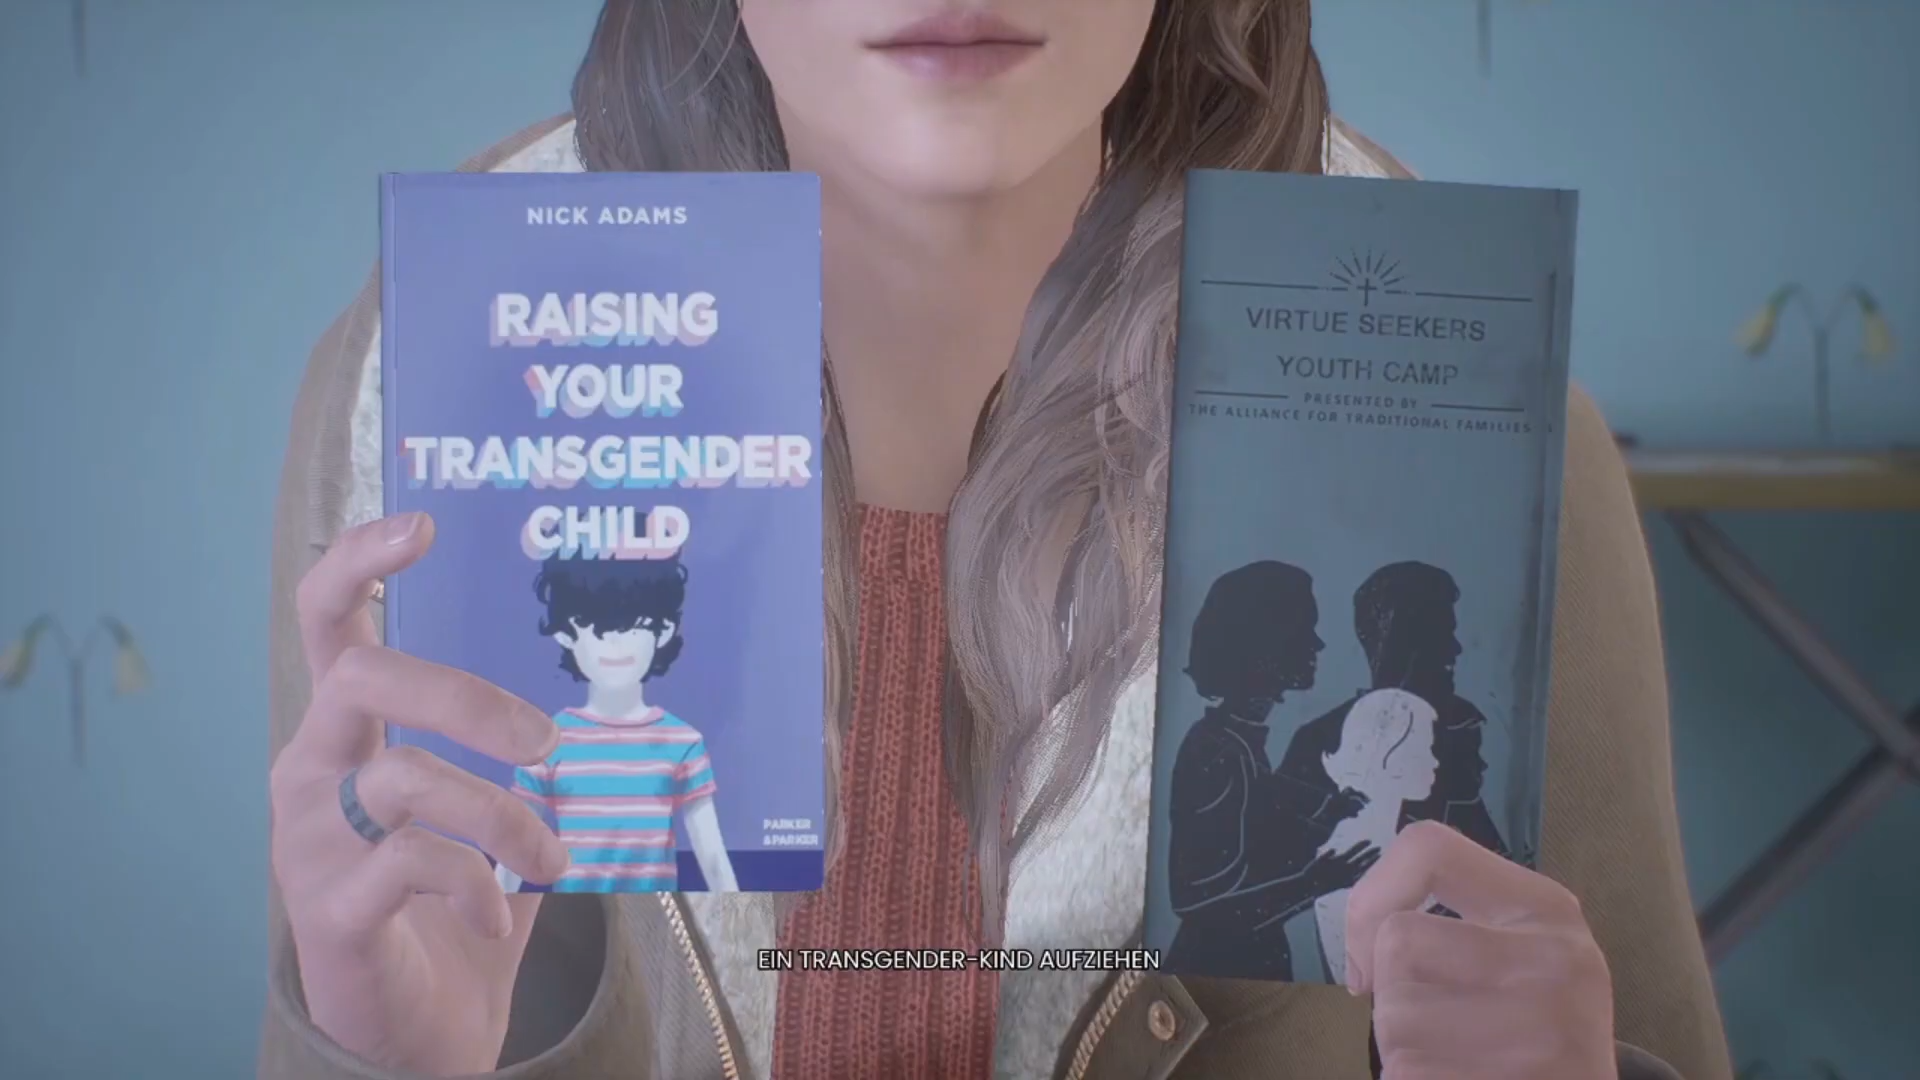 NICK ADAMS
RAISING
YOUR
TRANSGENDER
CHILD
PARKER
&PARKER
VIRTUE SEEKERS
YOUTH CAMP
PRESENTED BY
THE ALLIANCE FOR TRADITIONAL FAMILIES
EIN TRANSGENDER-KIND AUFZIEHEN